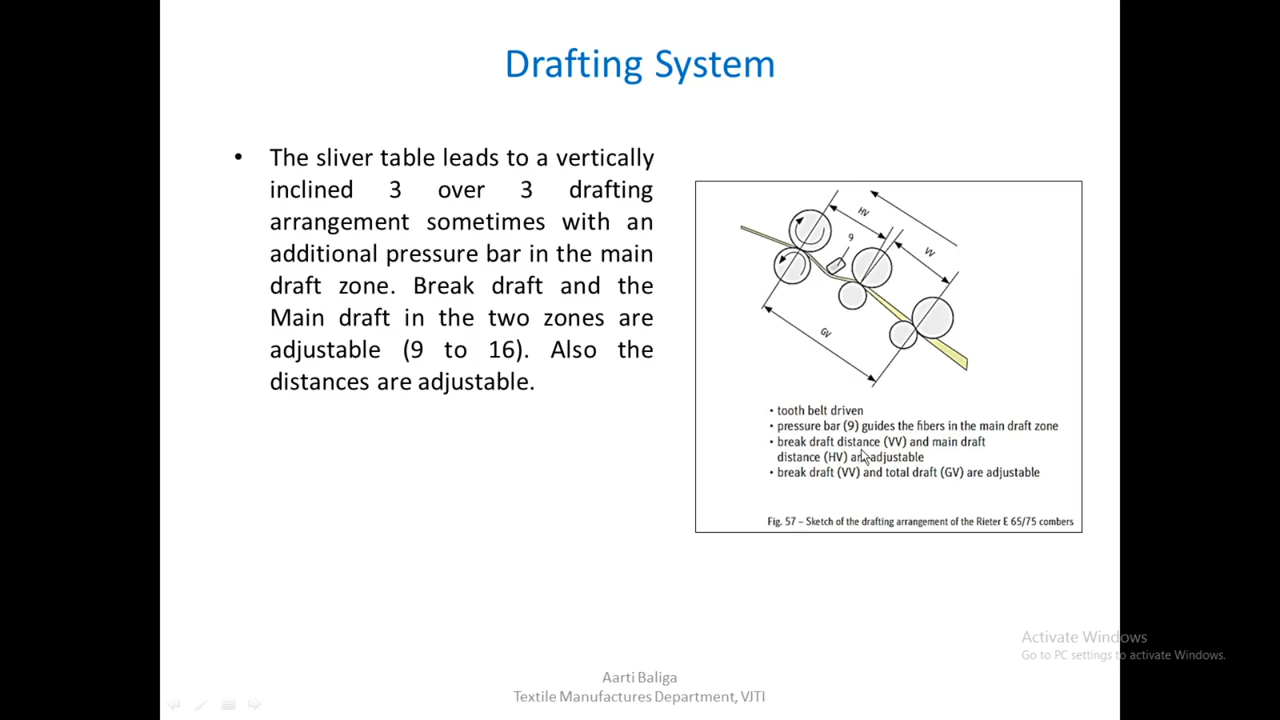 Drafting System
• The sliver table leads to a vertically
inclined 3 over 3 drafting
arrangement sometimes with an
additional pressure bar in the main
draft zone. Break draft and the
Main draft in the two zones are
adjustable (9 to 16). Also the
distances are adjustable.
HV
9
VV
GV
• tooth belt driven
• pressure bar (9) guides the fibers in the main draft zone
• break draft distance (VV) and main draft
distance (HV) are adjustable
• break draft (VV) and total draft (GV) are adjustable
Fig. 57 – Sketch of the drafting arrangement of the Rieter E 65/75 combers
Activate Windows
Go to PC settings to activate Windows.
Aarti Baliga
Textile Manufactures Department, VJTI